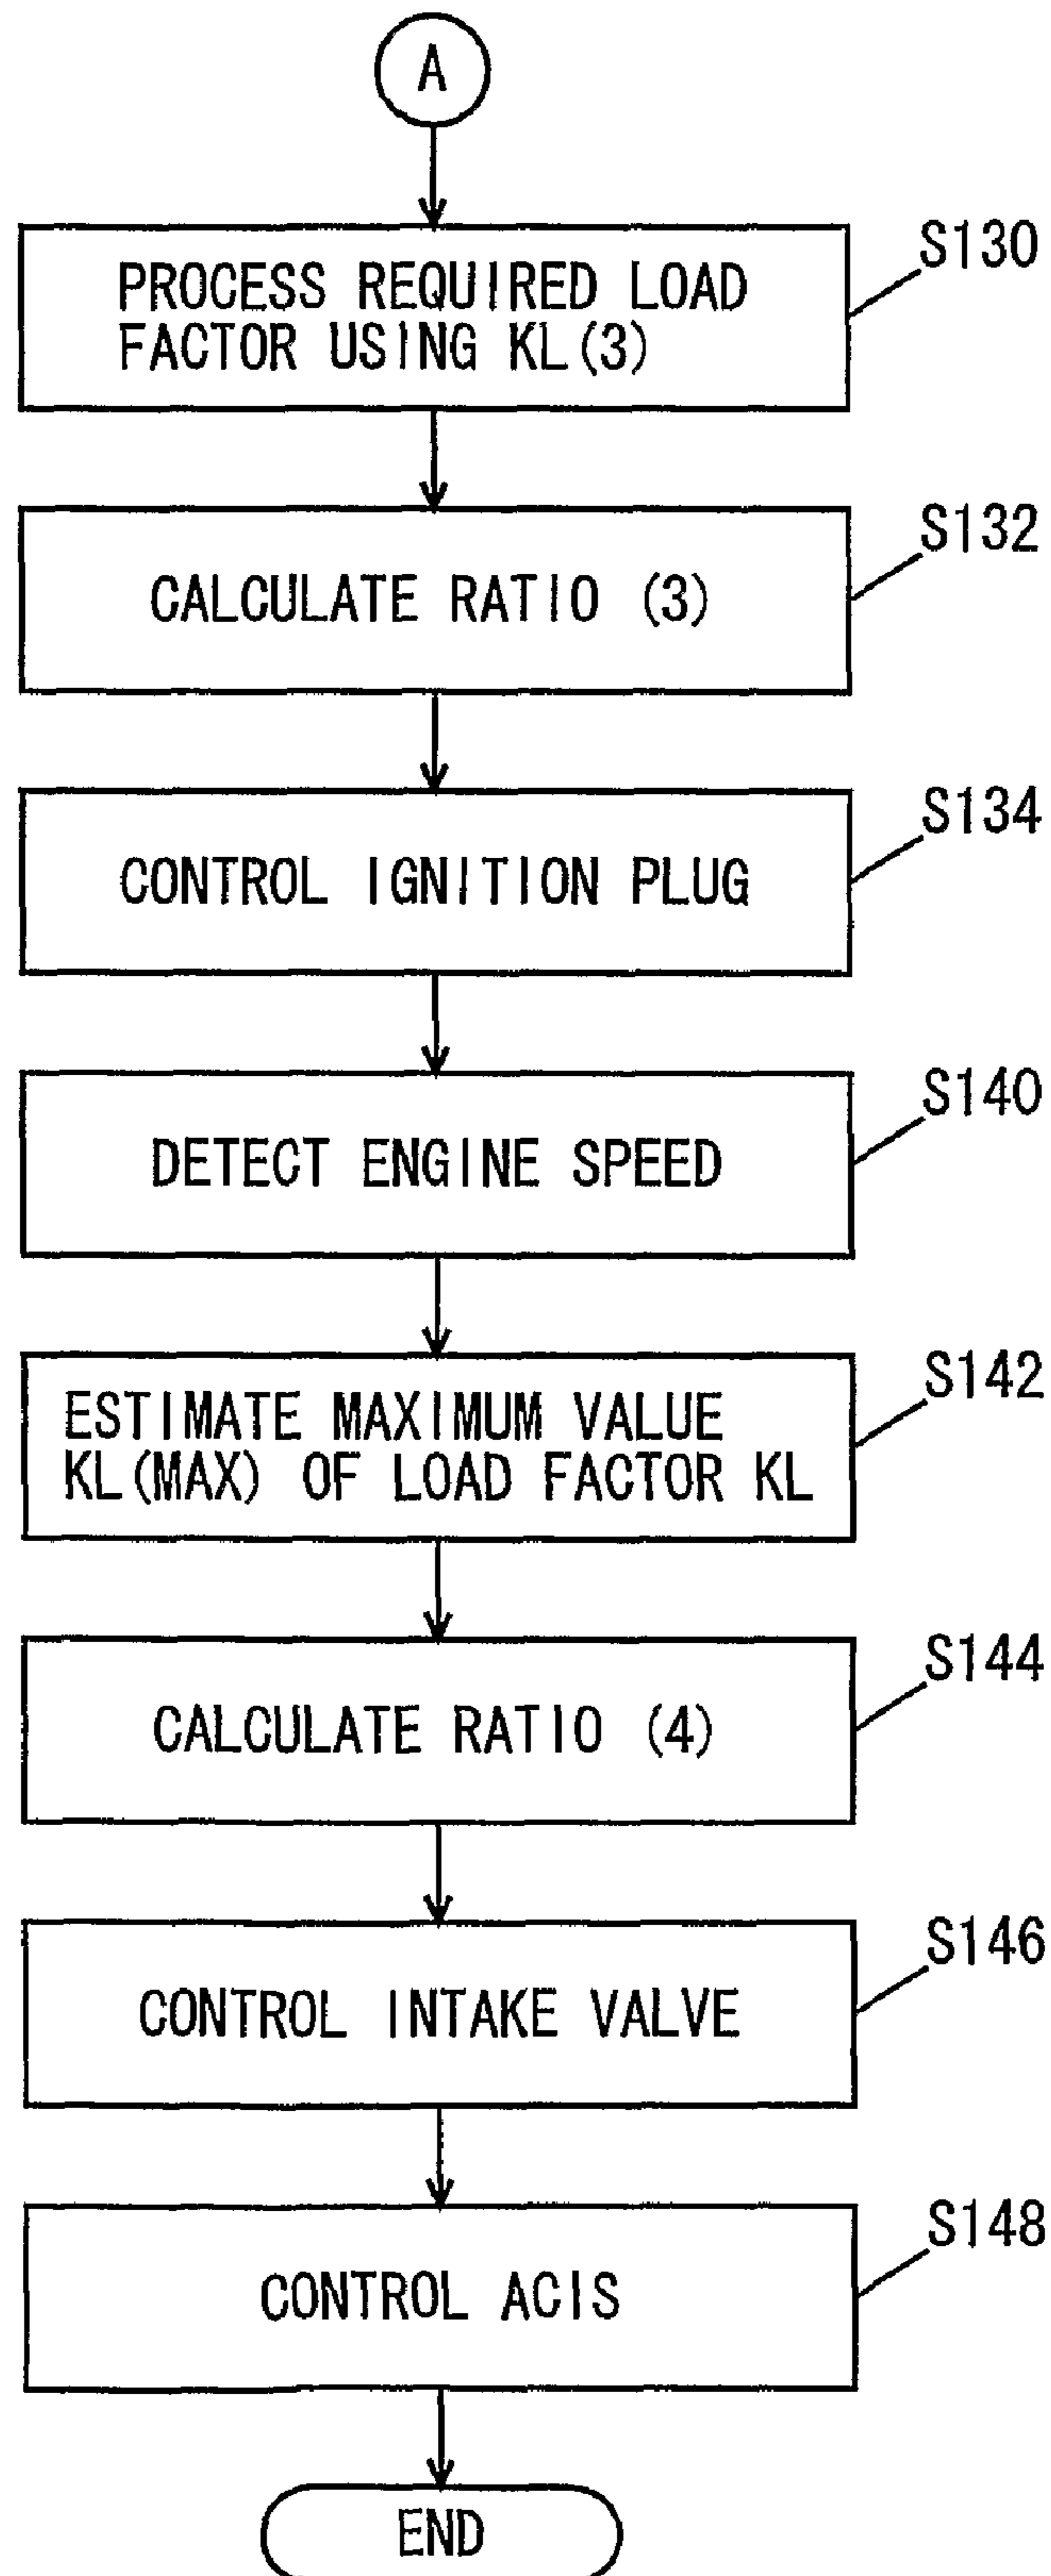 A
S130
PROCESS REQUIRED LOAD
FACTOR USING KL(3)
S132
CALCULATE RATIO (3)
S134
CONTROL IGNITION PLUG
S140
DETECT ENGINE SPEED
S142
ESTIMATE MAXIMUM VALUE
KL(MAX) OF LOAD FACTOR KL
S144
CALCULATE RATIO (4)
S146
CONTROL INTAKE VALVE
S148
CONTROL ACIS
END